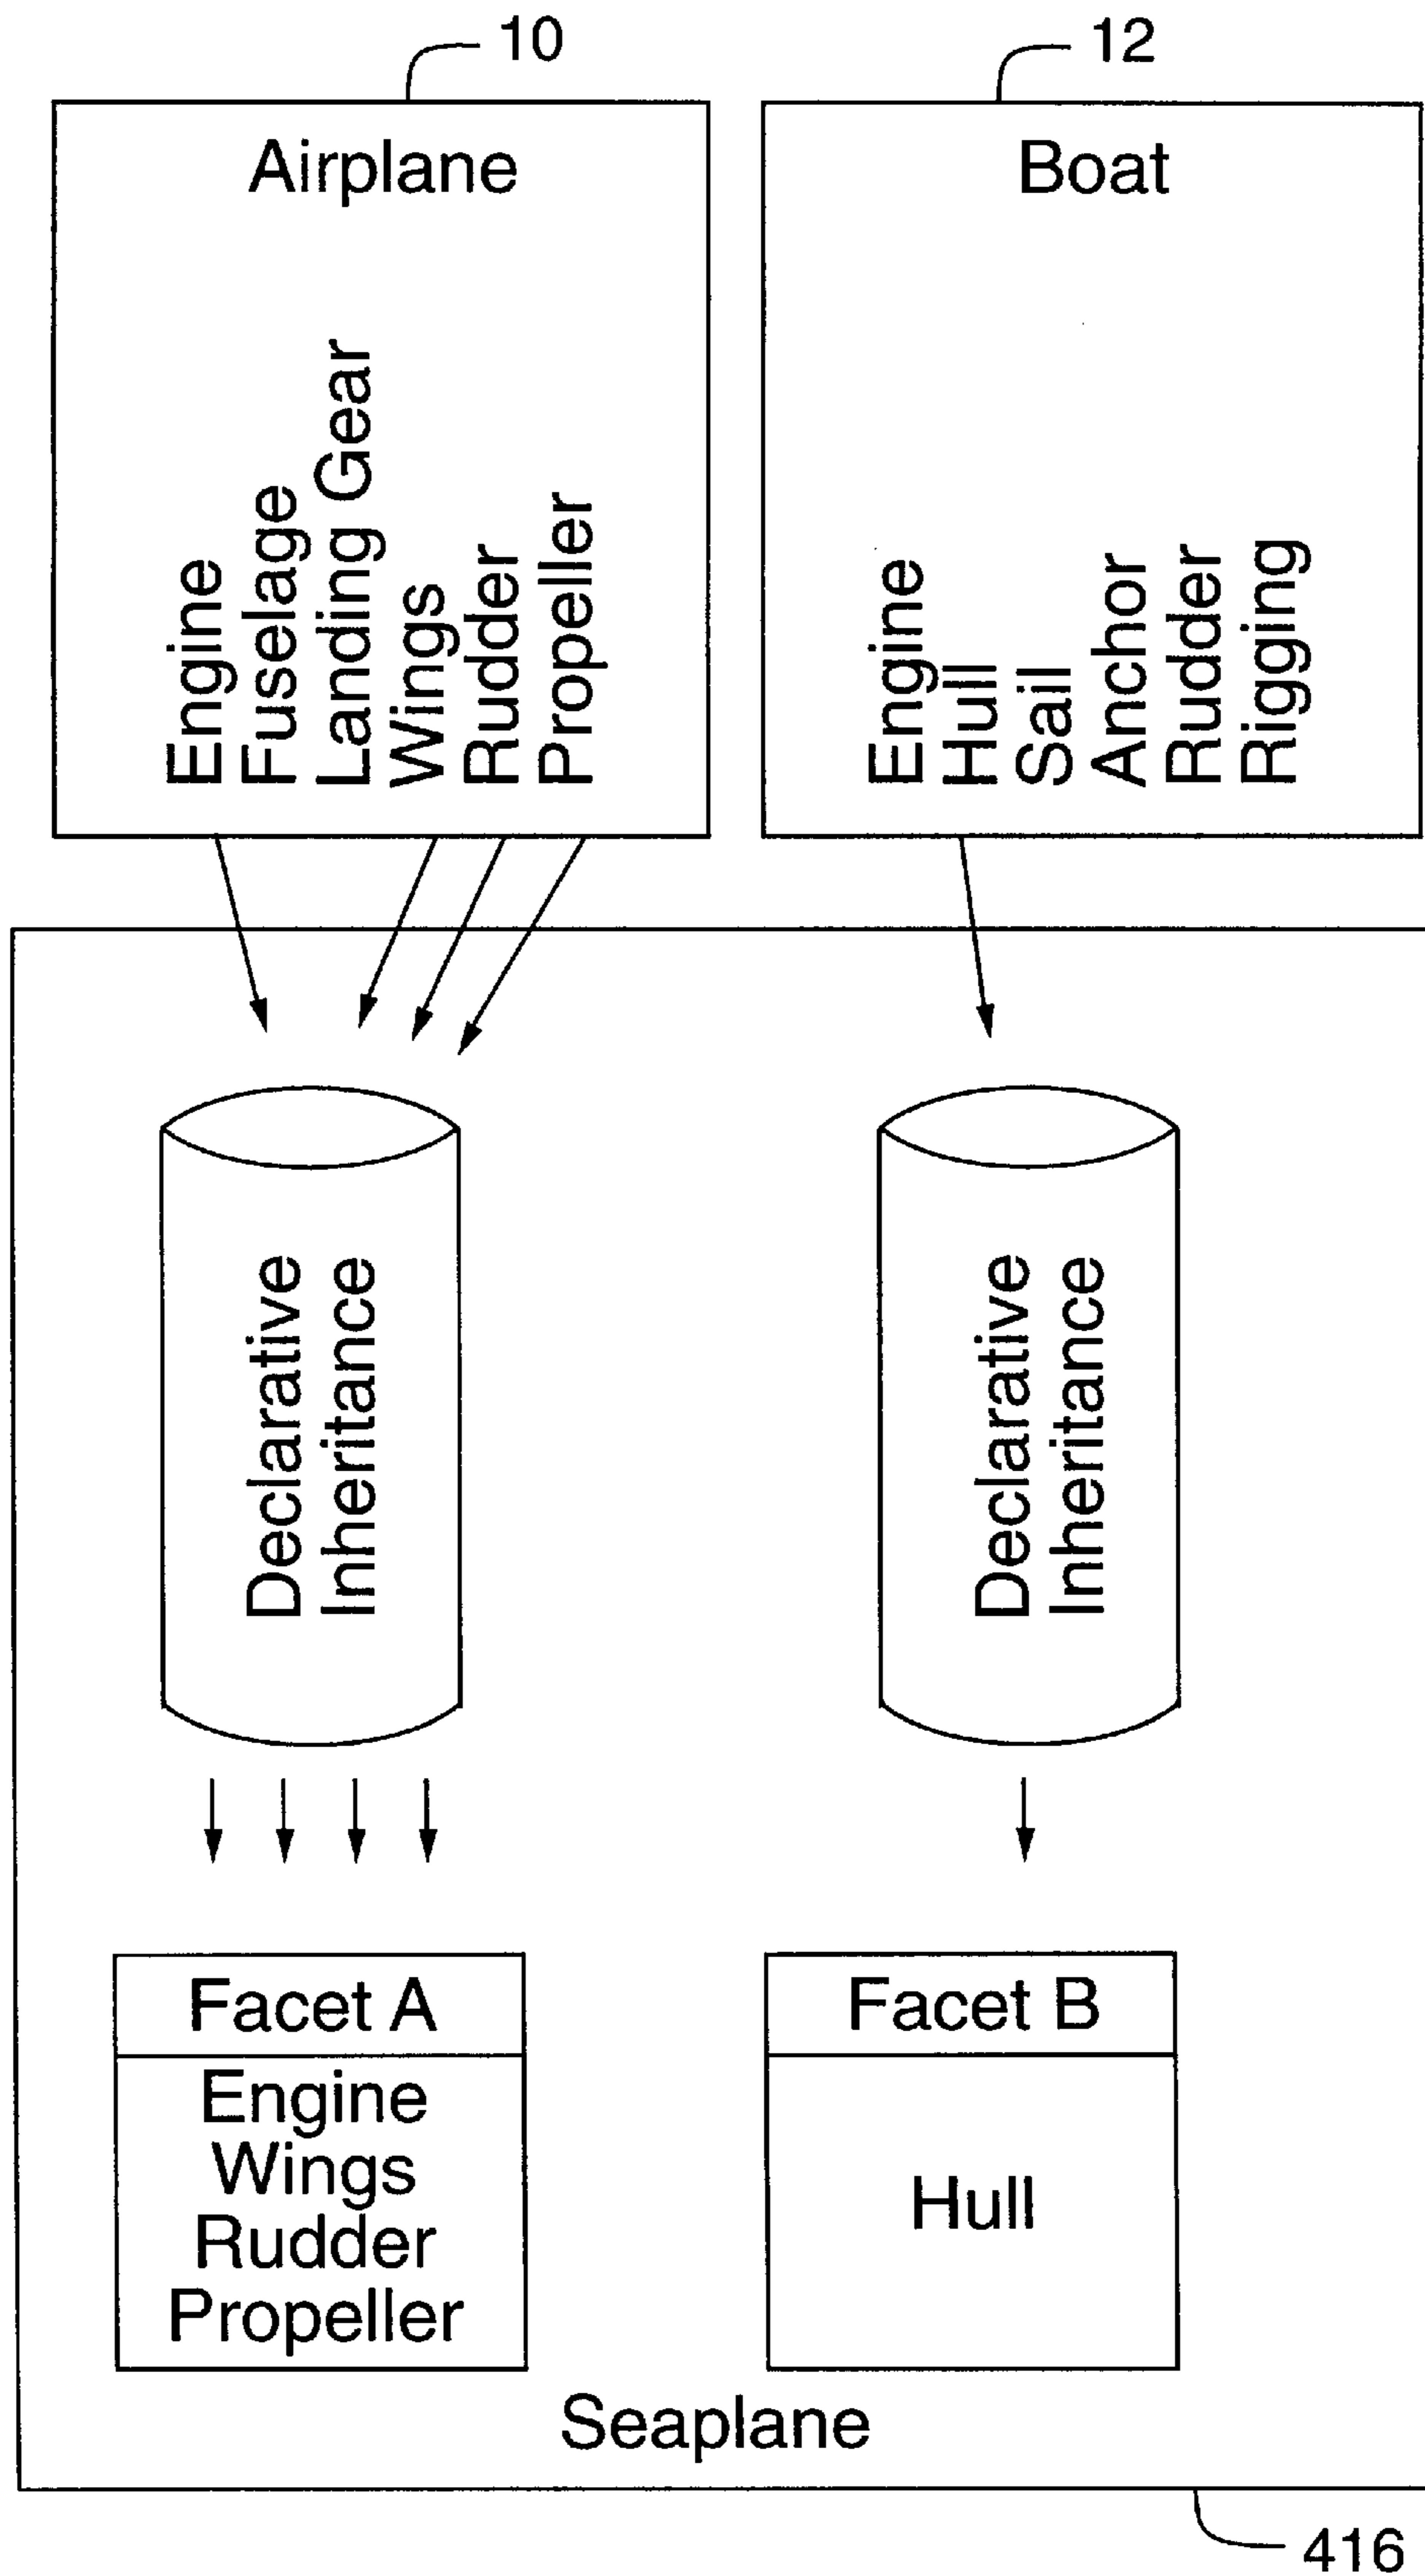 10
12
Airplane
Engine
Fuselage
Landing Gear
Wings
Rudder
Propeller
Boat
Engine
Hull
Sail
Anchor
Rudder
Rigging
Declarative
Inheritance
Declarative
Inheritance
Facet A
Engine
Wings
Rudder
Propeller
Facet B
Hull
Seaplane
416